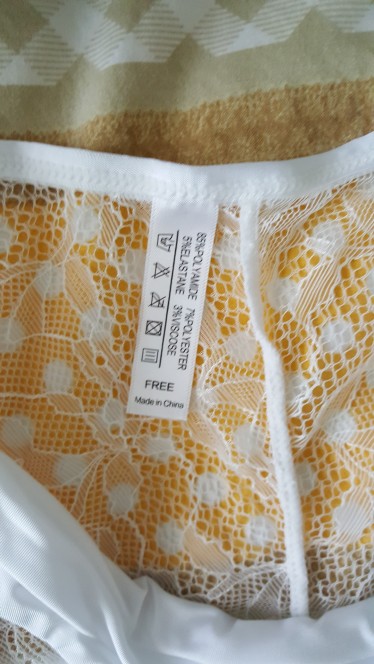 85%POLYAMIDE 7%POLYESTER
5%ELASTANE 3%VISCOSE
FREE
Made in China